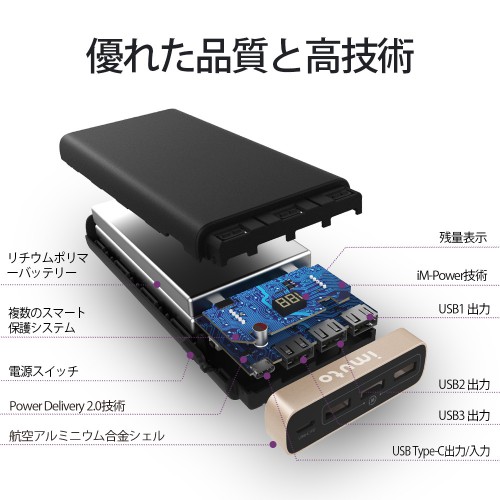 優れた品質と高技術
残量表示
iM-Power技術
USB1 出力
リチウムポリマ
ーバッテリー
複数のスマート
保護システム
電源スイッチ
Power Delivery 2.0技術
航空アルミニウム合金シェル
88
imuto
USB2 出力
USB3 出力
USB Type-C出力/入力